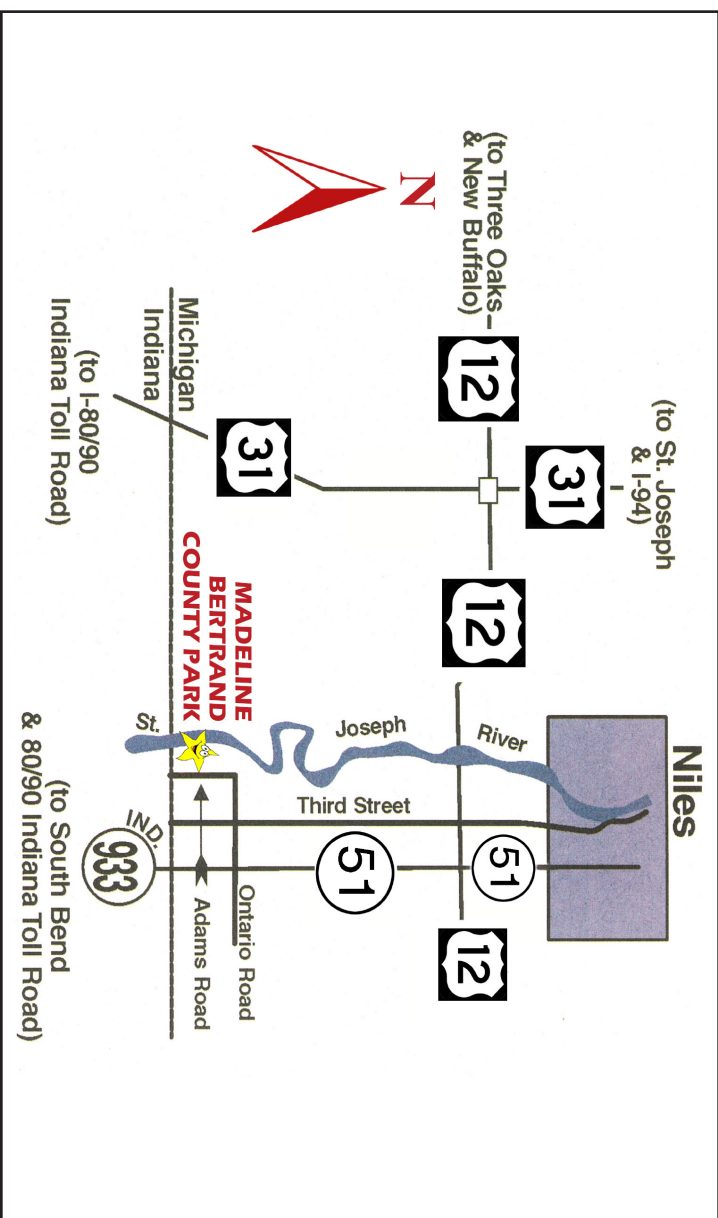 Niles
(to St. Joseph
& I-94)
31
River
(to Three Oaks
& New Buffalo)
12
12
51
12
N
Joseph
51
Third Street
31
Ontario Road
MADELINE
BERTRAND
COUNTY PARK
Adams Road
Michigan
Indiana
St.
IND.
933
(to I-80/90
Indiana Toll Road)
(to South Bend
& 80/90 Indiana Toll Road)